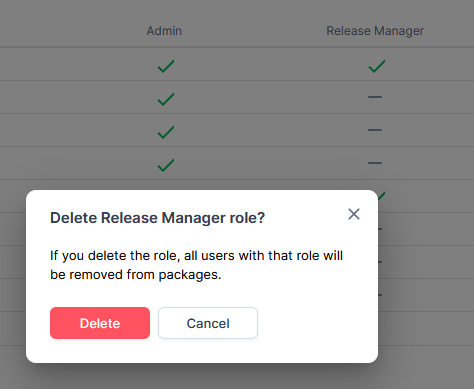 Admin Release Manager
Delete Release Manager role?
If you delete the role, all users with that role will
be removed from packages.
Delete Cancel